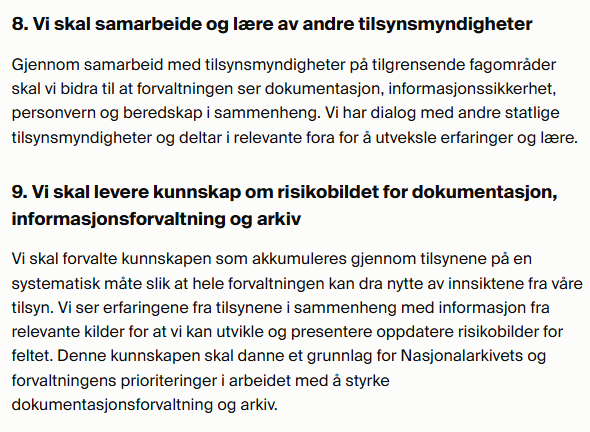 8. Vi skal samarbeide og lære av andre tilsynsmyndigheter
Gjennom samarbeid med tilsynsmyndigheter på tilgrensende fagområder
skal vi bidra til at forvaltningen ser dokumentasjon, informasjonssikkerhet,
personvern og beredskap i sammenheng. Vi har dialog med andre statlige
tilsynsmyndigheter og deltar i relevante fora for å utveksle erfaringer og lære.
9. Vi skal levere kunnskap om risikobildet for dokumentasjon,
informasjonsforvaltning og arkiv
Vi skal forvalte kunnskapen som akkumuleres gjennom tilsynene på en
systematisk måte slik at hele forvaltningen kan dra nytte av innsiktene fra våre
tilsyn. Vi ser erfaringene fra tilsynene i sammenheng med informasjon fra
relevante kilder for at vi kan utvikle og presentere oppdatere risikobilder for
feltet. Denne kunnskapen skal danne et grunnlag for Nasjonalarkivets og
forvaltningens prioriteringer i arbeidet med å styrke
dokumentasjonsforvaltning og arkiv.